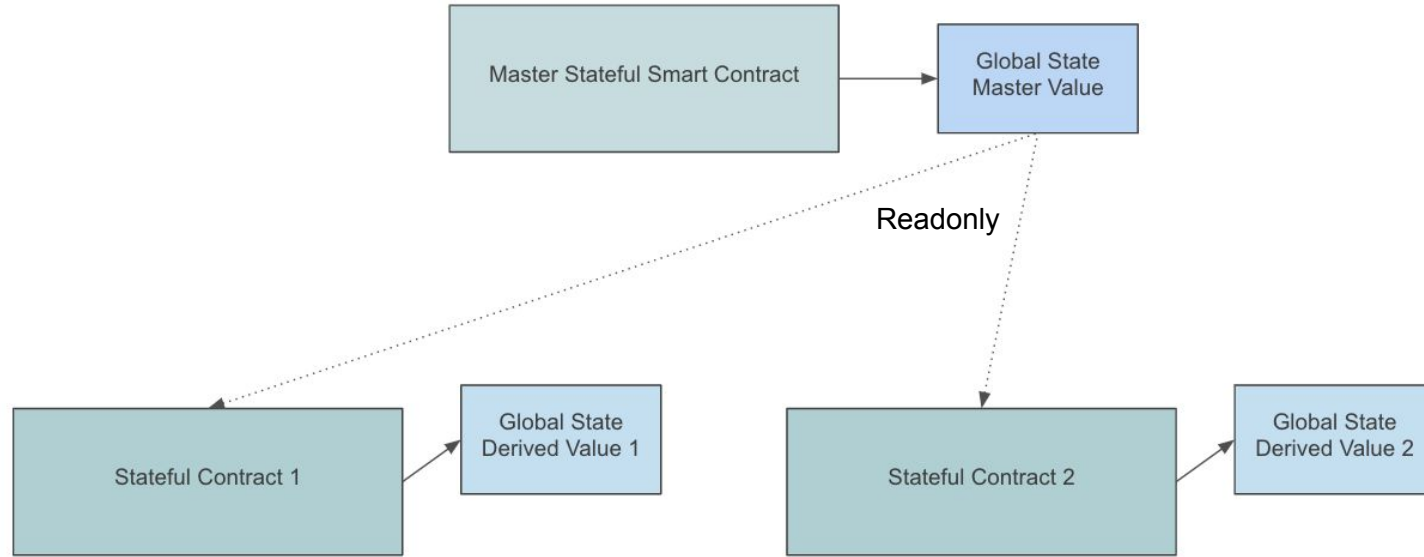 Master Stateful Smart Contract
Global State
Master Value
Readonly
Stateful Contract 1
Global State
Derived Value 1
Stateful Contract 2
Global State
Derived Value 2